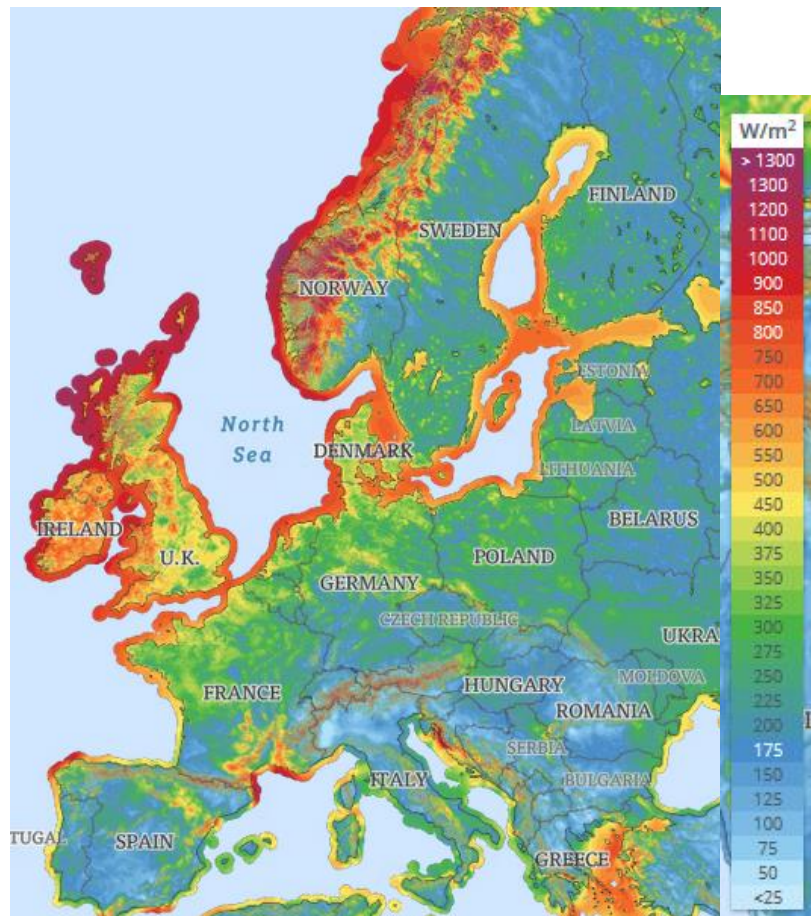 FINLAND
SWEDEN
NORWAY
North
Sea
ESTONIA
LATVIA
DENMARK
LITHUANIA
BELARUS
IRELAND
U.K.
POLAND
GERMANY
CZECH REPUBLIC
UKRA
MOLDOVA
HUNGARY
FRANCE
ROMANIA
SERBIA
BULGARIA
ITALY
TUGAL
SPAIN
GREECE
W/m²
> 1300
1300
1200
1100
1000
900
850
800
750
700
650
600
550
500
450
400
375
350
325
300
275
250
225
200
175
150
125
100
75
50
<25